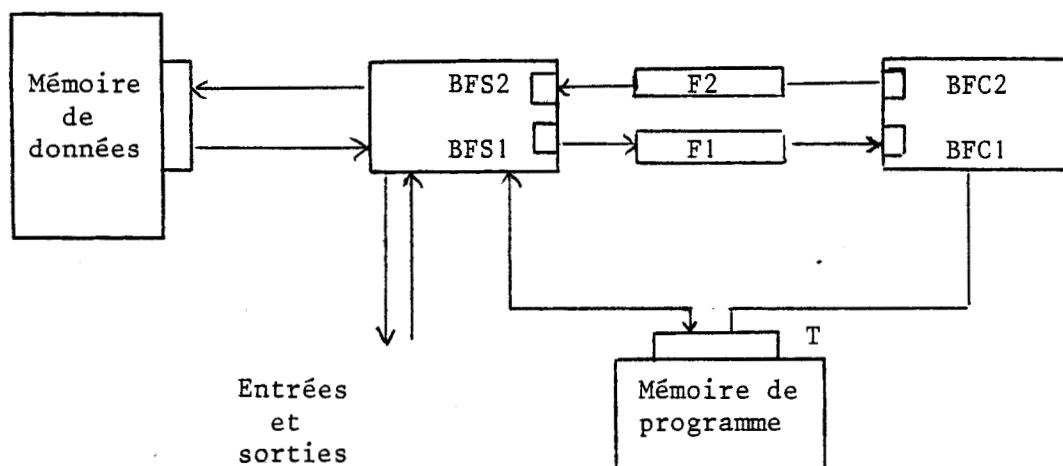 Mémoire
de
données
BFS2
BFS1
F2
F1
BFC2
BFC1
T
Mémoire de
programme
Entrées
et
sorties